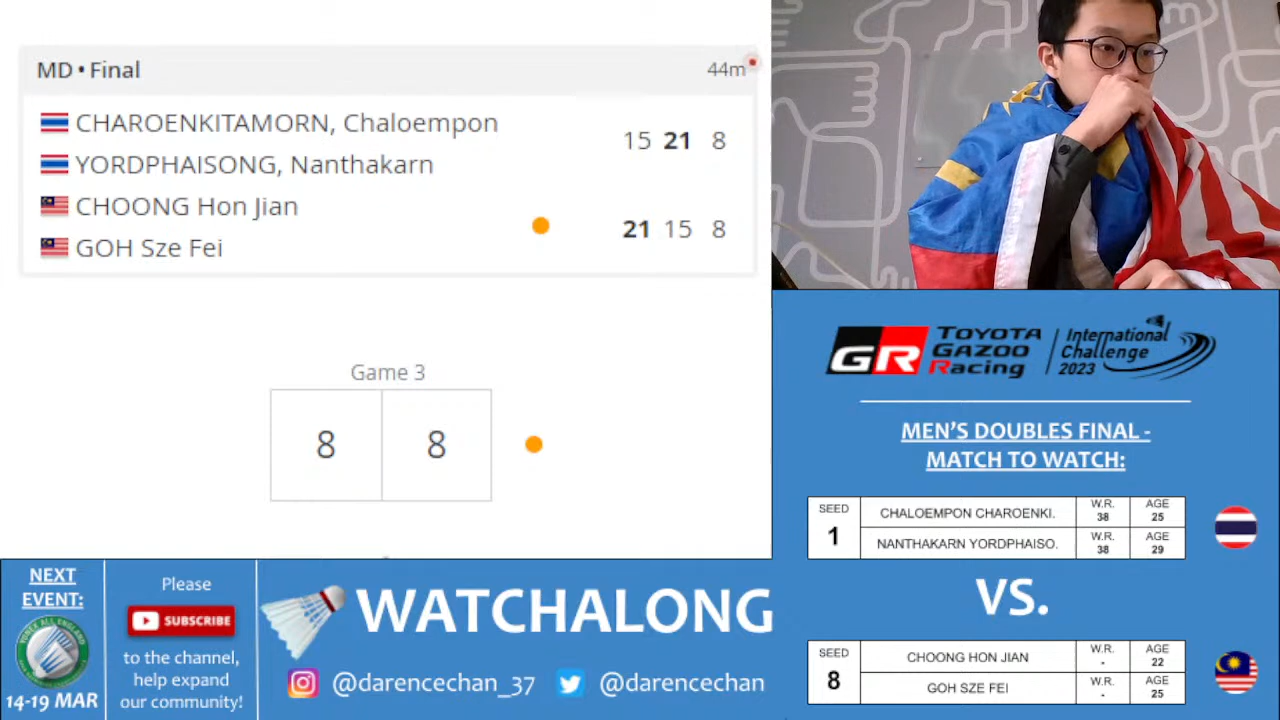 MD • Final
44m
CHAROENKITAMORN, Chaloempon
YORDPHAISONG, Nanthakarn
15 21 8
CHOONG Hon Jian
GOH Sze Fei
21 15 8
Game 3
8 8
GR TOYOTA GAZOO Racing
International Challenge 2023
MEN'S DOUBLES FINAL -
MATCH TO WATCH:
SEED 1
CHALOEMPON CHAROENKI. W.R. 38 AGE 25
NANTHAKARN YORDPHAISO. W.R. 38 AGE 29
VS.
SEED 8
CHOONG HON JIAN W.R. - AGE 22
GOH SZE FEI W.R. - AGE 25
NEXT
EVENT:
14-19 MAR
Please
SUBSCRIBE
to the channel,
help expand
our community!
WATCHALONG
@darencechan_37 @darencechan